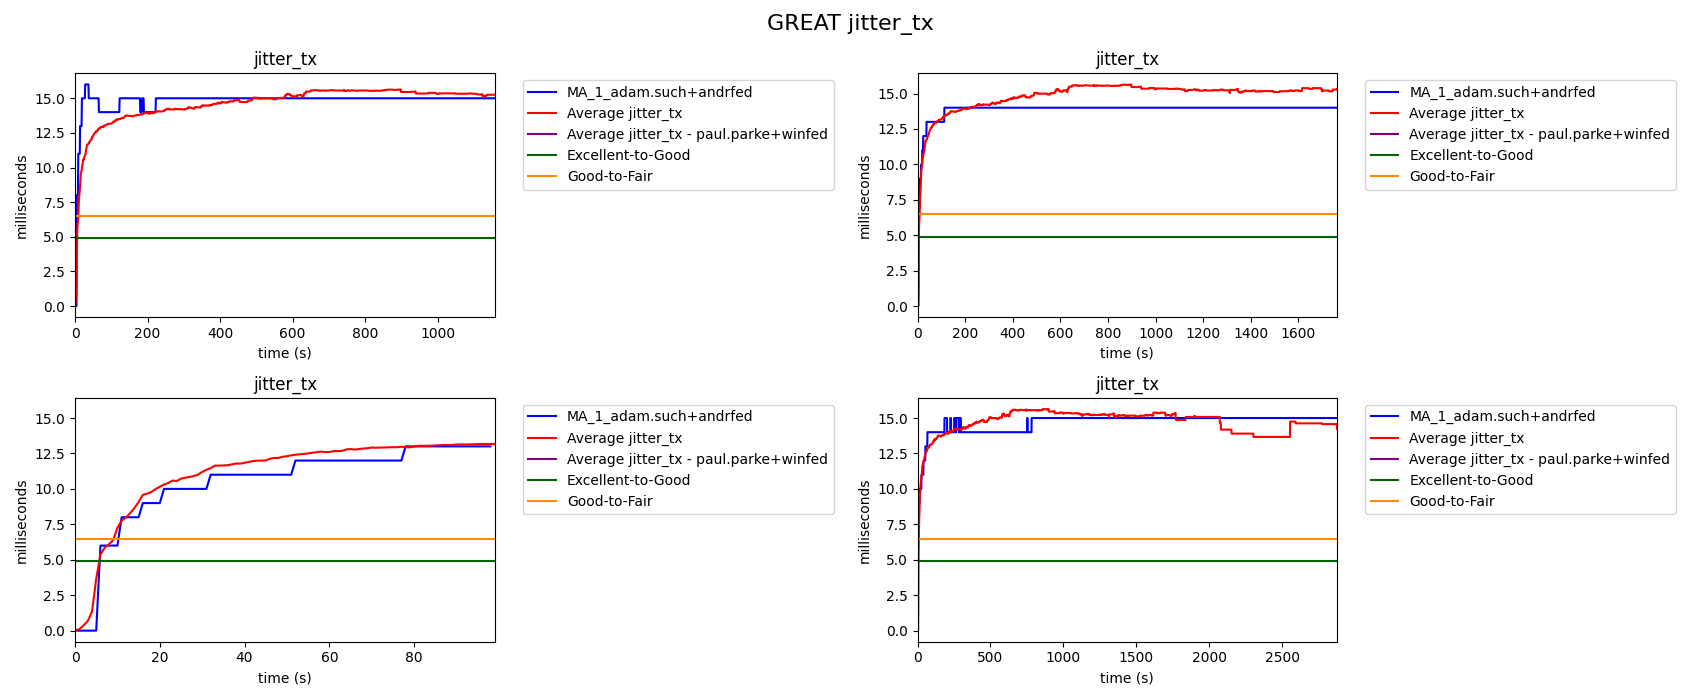 GREAT jitter_tx
jitter_tx
15.0
12.5
10.0
7.5
5.0
2.5
0.0
milliseconds
0 200 400 600 800 1000
time (s)
MA_1_adam.such+andrfed
Average jitter_tx
Average jitter_tx - paul.parke+winfed
Excellent-to-Good
Good-to-Fair
jitter_tx
15.0
12.5
10.0
7.5
5.0
2.5
0.0
milliseconds
0 200 400 600 800 1000 1200 1400 1600
time (s)
MA_1_adam.such+andrfed
Average jitter_tx
Average jitter_tx - paul.parke+winfed
Excellent-to-Good
Good-to-Fair
jitter_tx
15.0
12.5
10.0
7.5
5.0
2.5
0.0
milliseconds
0 20 40 60 80
time (s)
MA_1_adam.such+andrfed
Average jitter_tx
Average jitter_tx - paul.parke+winfed
Excellent-to-Good
Good-to-Fair
jitter_tx
15.0
12.5
10.0
7.5
5.0
2.5
0.0
milliseconds
0 500 1000 1500 2000 2500
time (s)
MA_1_adam.such+andrfed
Average jitter_tx
Average jitter_tx - paul.parke+winfed
Excellent-to-Good
Good-to-Fair